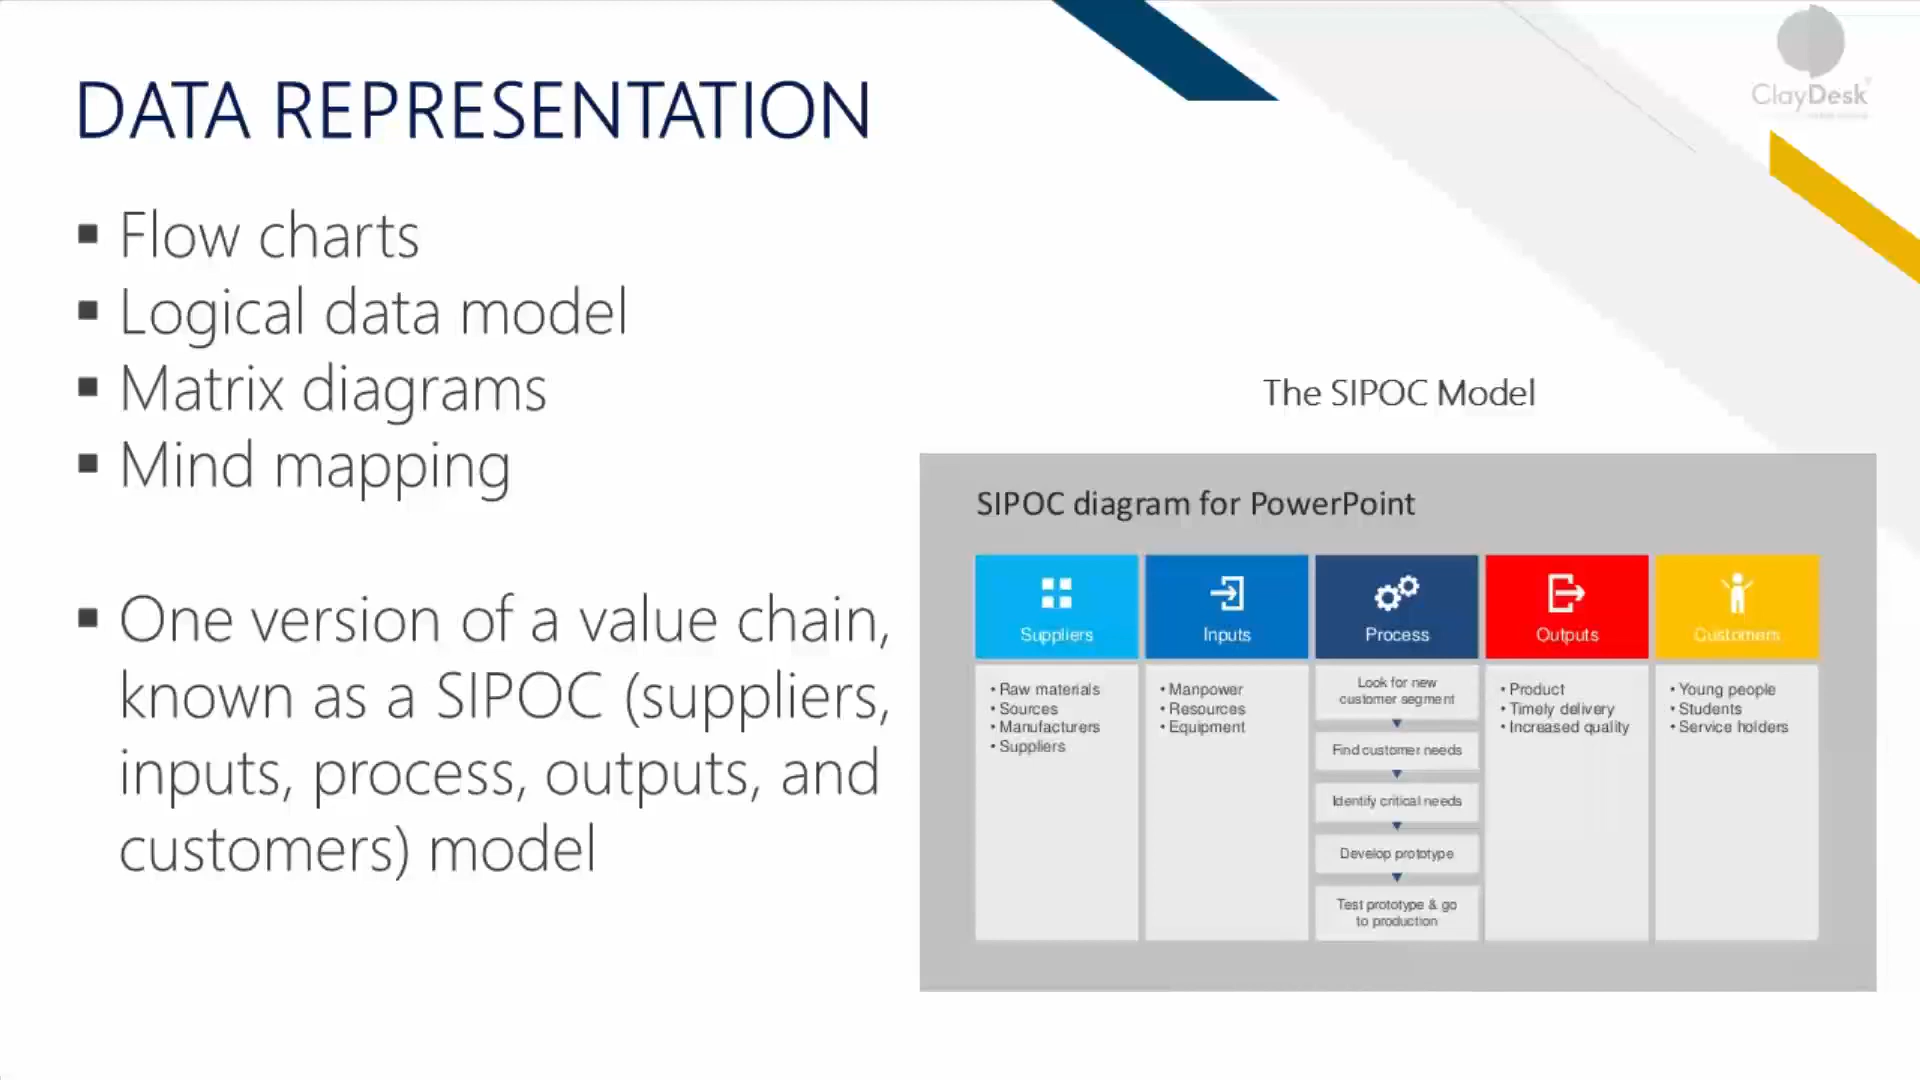 DATA REPRESENTATION
ClayDesk
▪ Flow charts
▪ Logical data model
▪ Matrix diagrams
▪ Mind mapping
▪ One version of a value chain,
known as a SIPOC (suppliers,
inputs, process, outputs, and
customers) model
The SIPOC Model
SIPOC diagram for PowerPoint
Suppliers
• Raw materials
• Sources
• Manufacturers
• Suppliers
Inputs
• Manpower
• Resources
• Equipment
Process
Look for new
customer segment
Find customer needs
Identify critical needs
Develop prototype
Test prototype & go
to production
Outputs
• Product
• Timely delivery
• Increased quality
Customers
• Young people
• Students
• Service holders